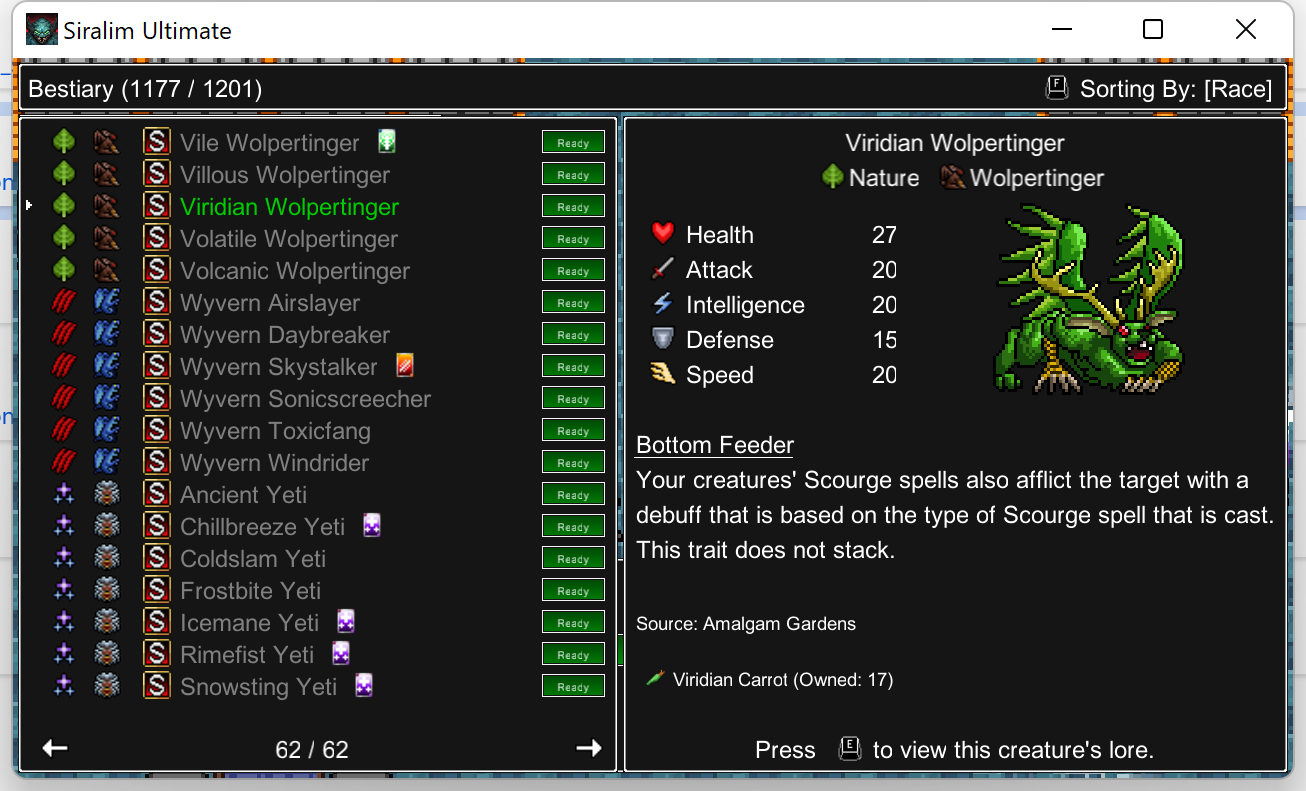 Siralim Ultimate
Bestiary (1177 / 1201)
F Sorting By: [Race]
S Vile Wolpertinger Ready
S Villous Wolpertinger Ready
S Viridian Wolpertinger Ready
S Volatile Wolpertinger Ready
S Volcanic Wolpertinger Ready
S Wyvern Airslayer Ready
S Wyvern Daybreaker Ready
S Wyvern Skystalker Ready
S Wyvern Sonicscreecher Ready
S Wyvern Toxicfang Ready
S Wyvern Windrider Ready
S Ancient Yeti Ready
S Chillbreeze Yeti Ready
S Coldslam Yeti Ready
S Frostbite Yeti Ready
S Icemane Yeti Ready
S Rimefist Yeti Ready
S Snowsting Yeti Ready
62 / 62
Viridian Wolpertinger
Nature Wolpertinger
Health 27
Attack 20
Intelligence 20
Defense 15
Speed 20
Bottom Feeder
Your creatures' Scourge spells also afflict the target with a
debuff that is based on the type of Scourge spell that is cast.
This trait does not stack.
Source: Amalgam Gardens
Viridian Carrot (Owned: 17)
Press E to view this creature's lore.